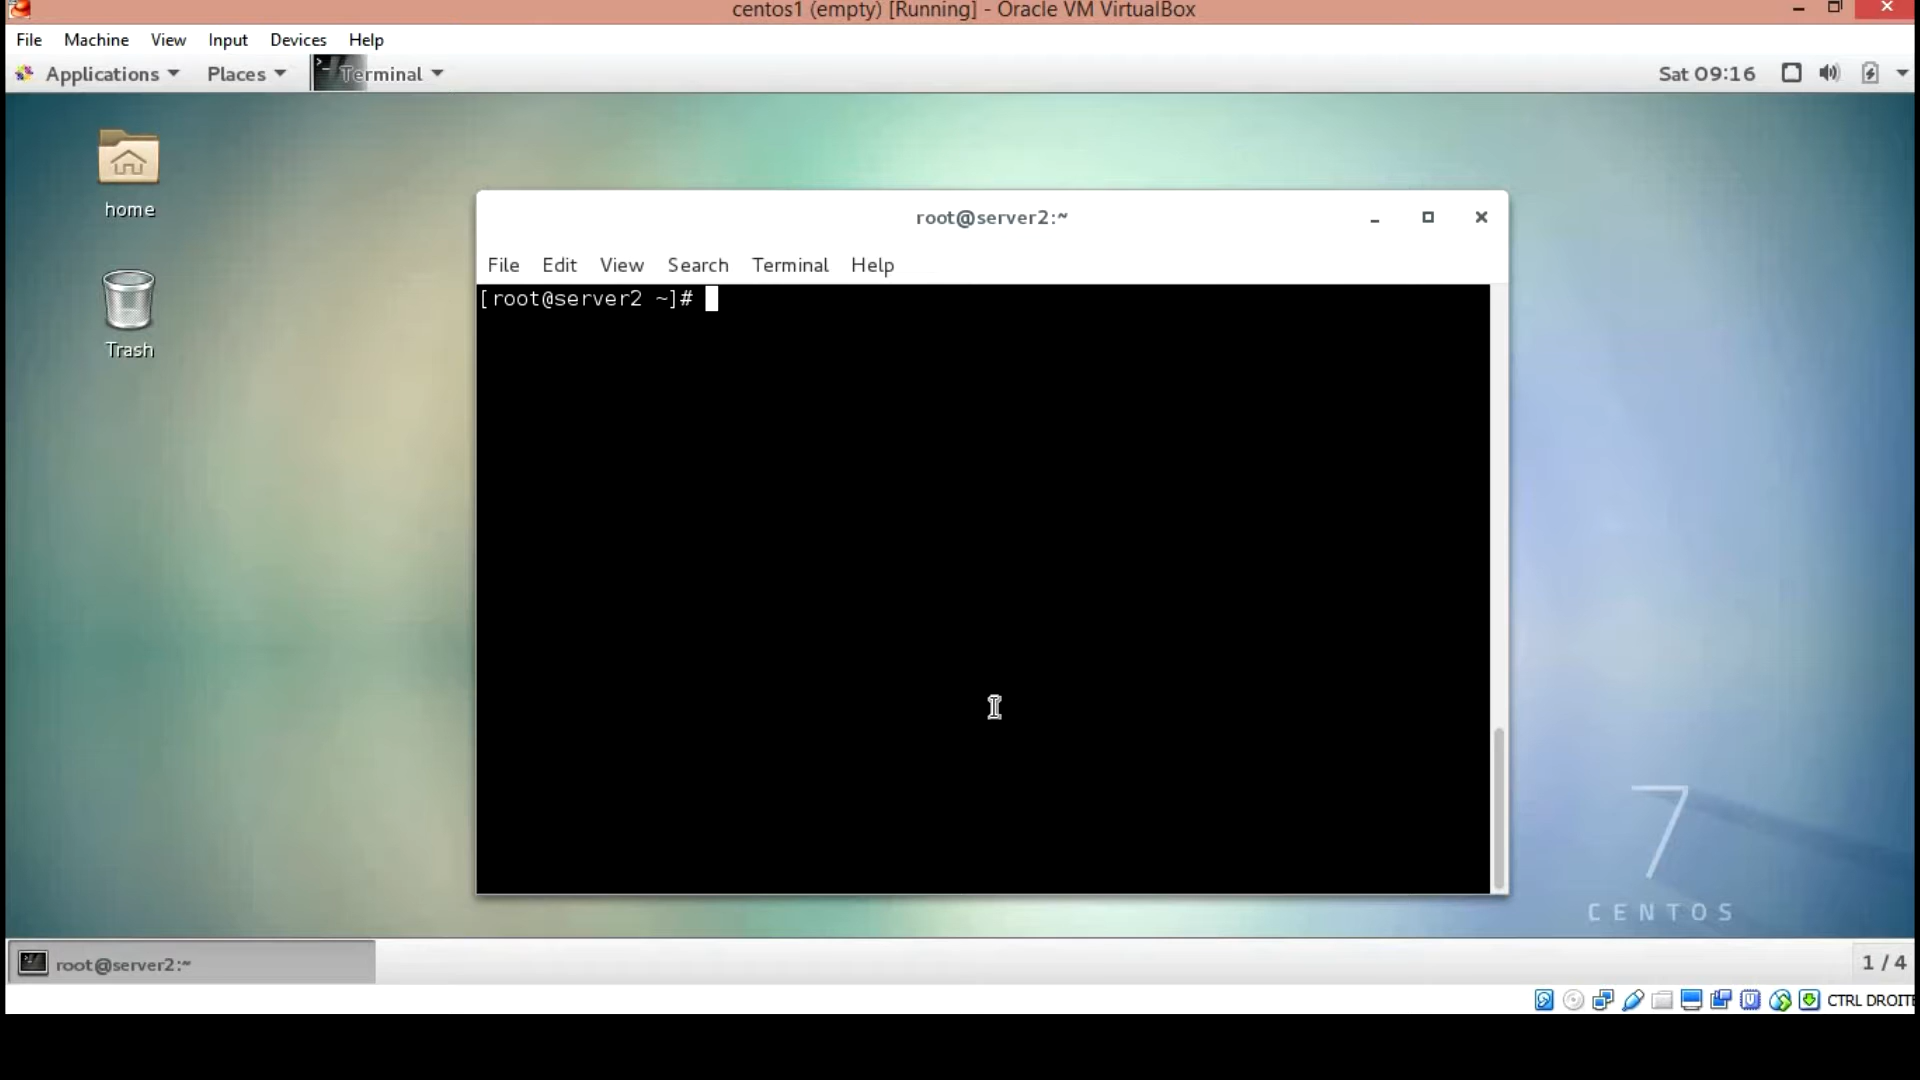 centos1 (empty) [Running] - Oracle VM VirtualBox
File Machine View Input Devices Help
Applications Places Terminal Sat 09:16
home
Trash
root@server2:~
File Edit View Search Terminal Help
[root@server2 ~]#
7
CENTOS
root@server2:~
1 / 4
CTRL DROITE